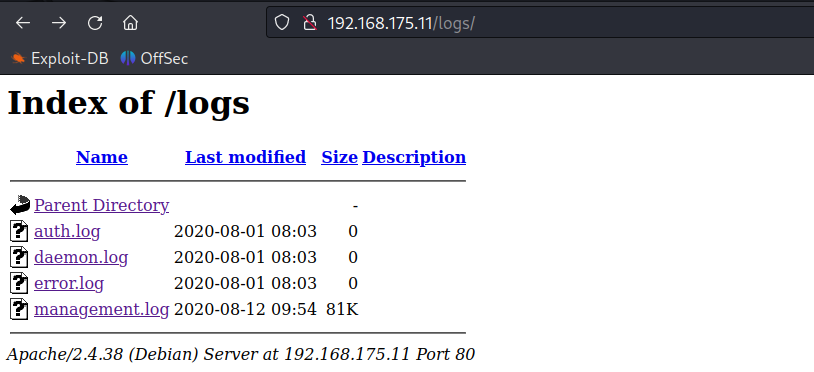 192.168.175.11/logs/
Exploit-DB OffSec
Index of /logs
Name Last modified Size Description
Parent Directory -
auth.log 2020-08-01 08:03 0
daemon.log 2020-08-01 08:03 0
error.log 2020-08-01 08:03 0
management.log 2020-08-12 09:54 81K
Apache/2.4.38 (Debian) Server at 192.168.175.11 Port 80